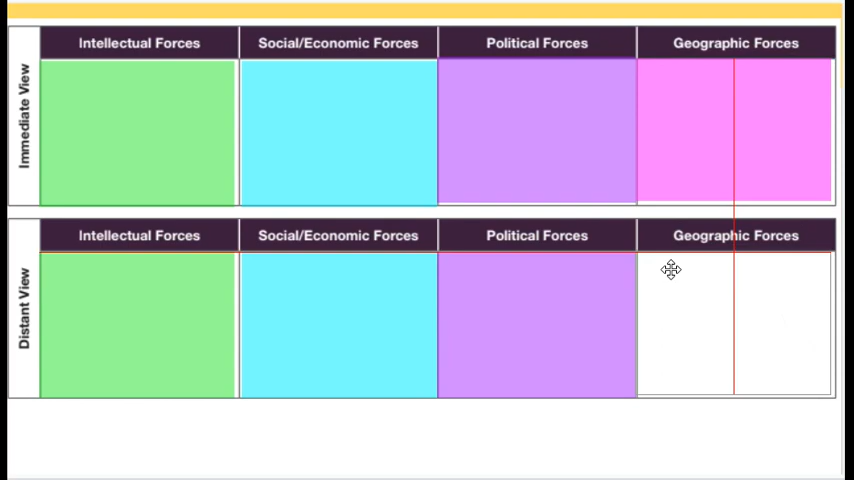 Intellectual Forces Social/Economic Forces Political Forces Geographic Forces
Immediate View
Intellectual Forces Social/Economic Forces Political Forces Geographic Forces
Distant View